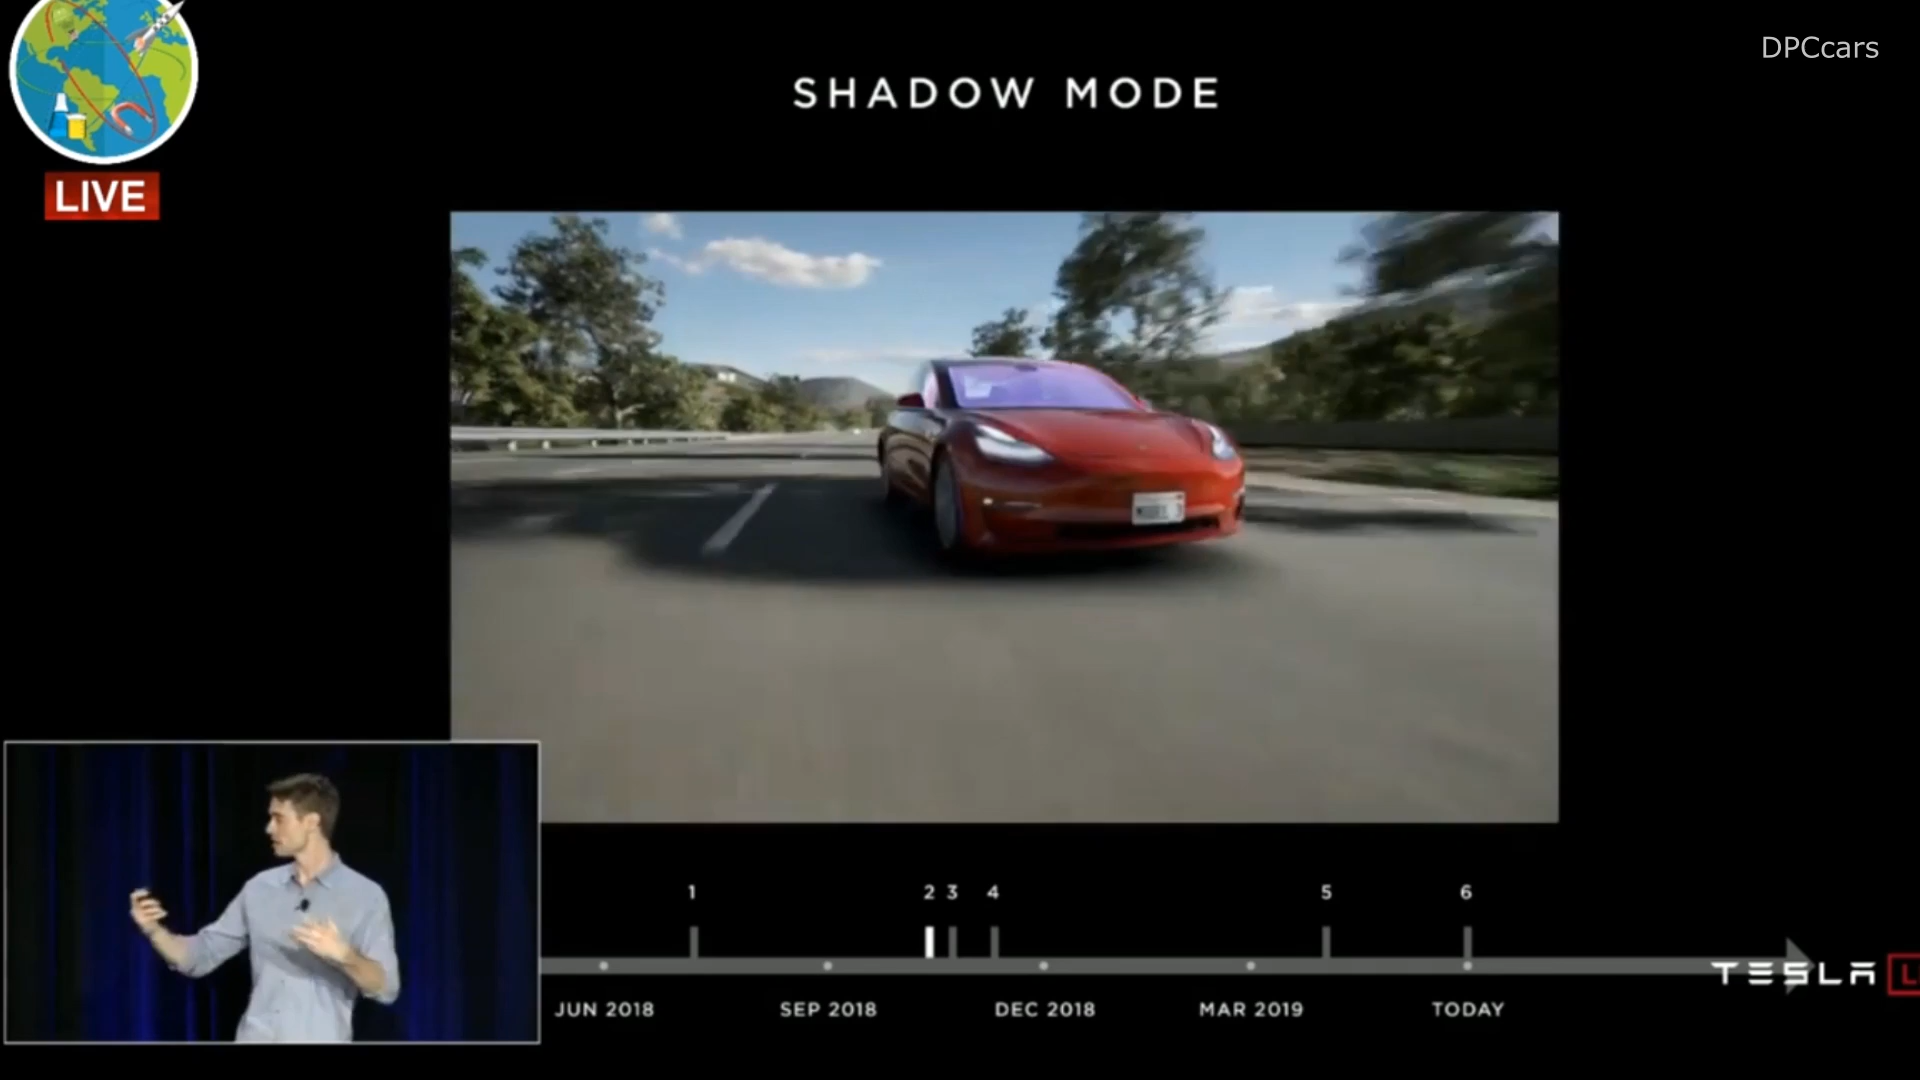 DPCcars
SHADOW MODE
LIVE
1 2 3 4 5 6
JUN 2018 SEP 2018 DEC 2018 MAR 2019 TODAY
TESLA L